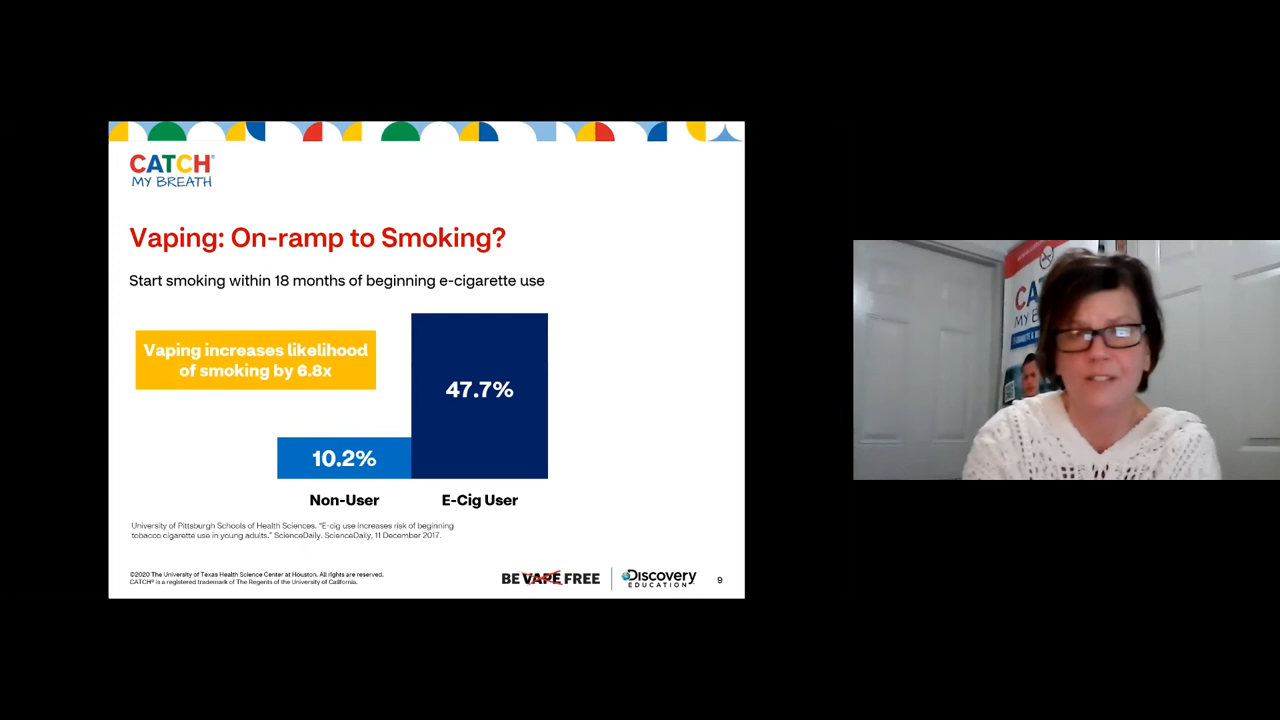 CATCH®
MY BREATH
Vaping: On-ramp to Smoking?
Start smoking within 18 months of beginning e-cigarette use
Vaping increases likelihood
of smoking by 6.8x
47.7%
10.2%
Non-User
E-Cig User
University of Pittsburgh Schools of Health Sciences. "E-cig use increases risk of beginning
tobacco cigarette use in young adults." ScienceDaily. ScienceDaily, 11 December 2017.
©2020 The University of Texas Health Science Center at Houston. All rights are reserved.
CATCH® is a registered trademark of The Regents of the University of California.
BE VAPE FREE
Discovery
EDUCATION
9
CA
MY B